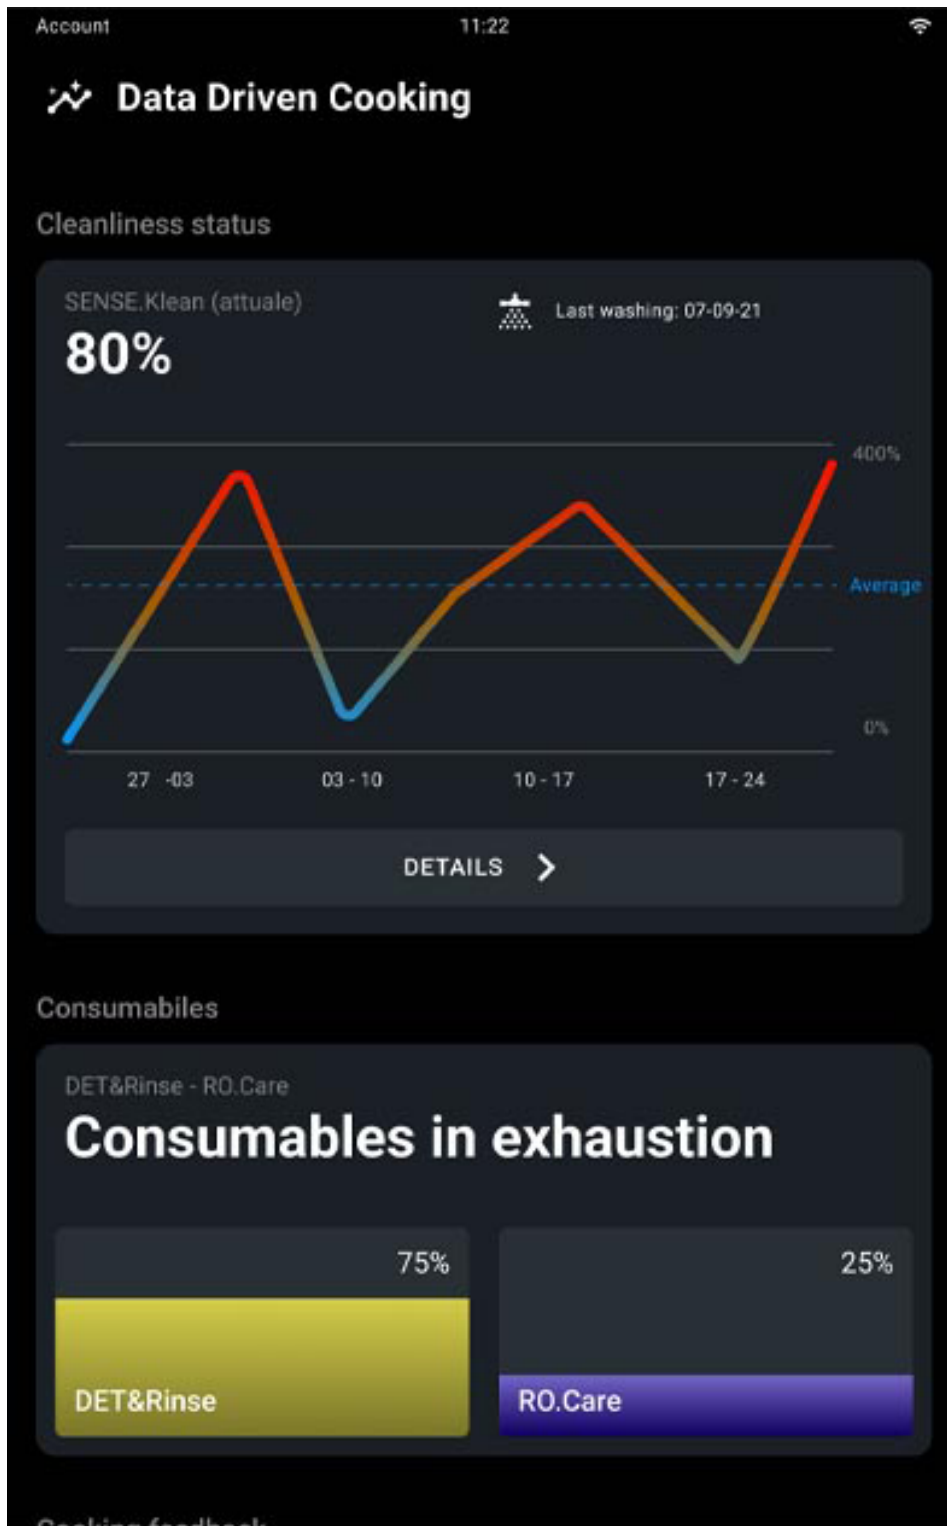 Account 11:22
Data Driven Cooking
Cleanliness status
SENSE.Klean (attuale)
80%
Last washing: 07-09-21
400%
Average
0%
27 -03 03 - 10 10 - 17 17 - 24
DETAILS
Consumabiles
DET&Rinse - RO.Care
Consumables in exhaustion
75% 25%
DET&Rinse RO.Care
Cooking feedback